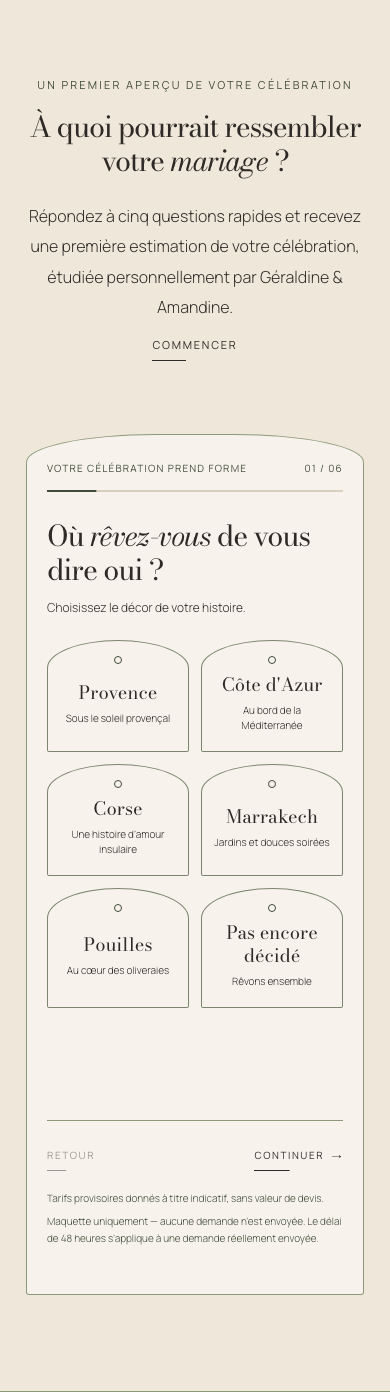 UN PREMIER APERÇU DE VOTRE CÉLÉBRATION
À quoi pourrait ressembler
votre mariage ?
Répondez à cinq questions rapides et recevez
une première estimation de votre célébration,
étudiée personnellement par Géraldine &
Amandine.
COMMENCER
VOTRE CÉLÉBRATION PREND FORME 01 / 06
Où rêvez-vous de vous
dire oui ?
Choisissez le décor de votre histoire.
Provence
Sous le soleil provençal
Côte d'Azur
Au bord de la
Méditerranée
Corse
Une histoire d'amour
insulaire
Marrakech
Jardins et douces soirées
Pouilles
Au cœur des oliveraies
Pas encore
décidé
Rêvons ensemble
RETOUR
CONTINUER →
Tarifs provisoires donnés à titre indicatif, sans valeur de devis.
Maquette uniquement — aucune demande n'est envoyée. Le délai
de 48 heures s'applique à une demande réellement envoyée.